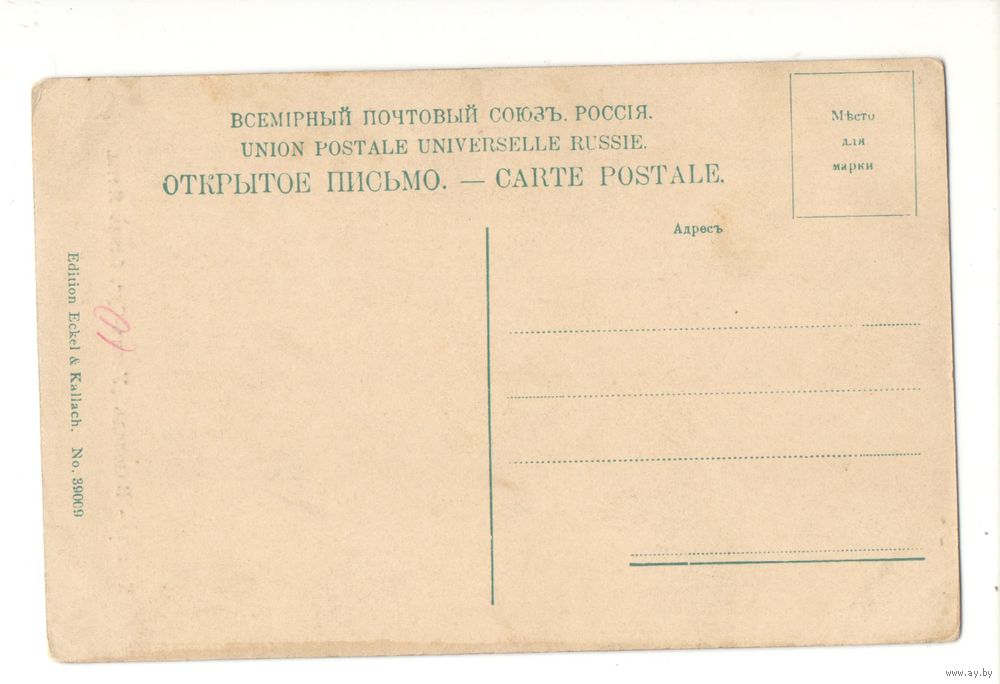 ВСЕМІРНЫЙ ПОЧТОВЫЙ СОЮЗЪ. РОССІЯ.
UNION POSTALE UNIVERSELLE RUSSIE.
ОТКРЫТОЕ ПИСЬМО. — CARTE POSTALE.
Мѣсто
для
марки
Адресъ
Edition Eckel & Kallach. No. 39009
www.ay.by